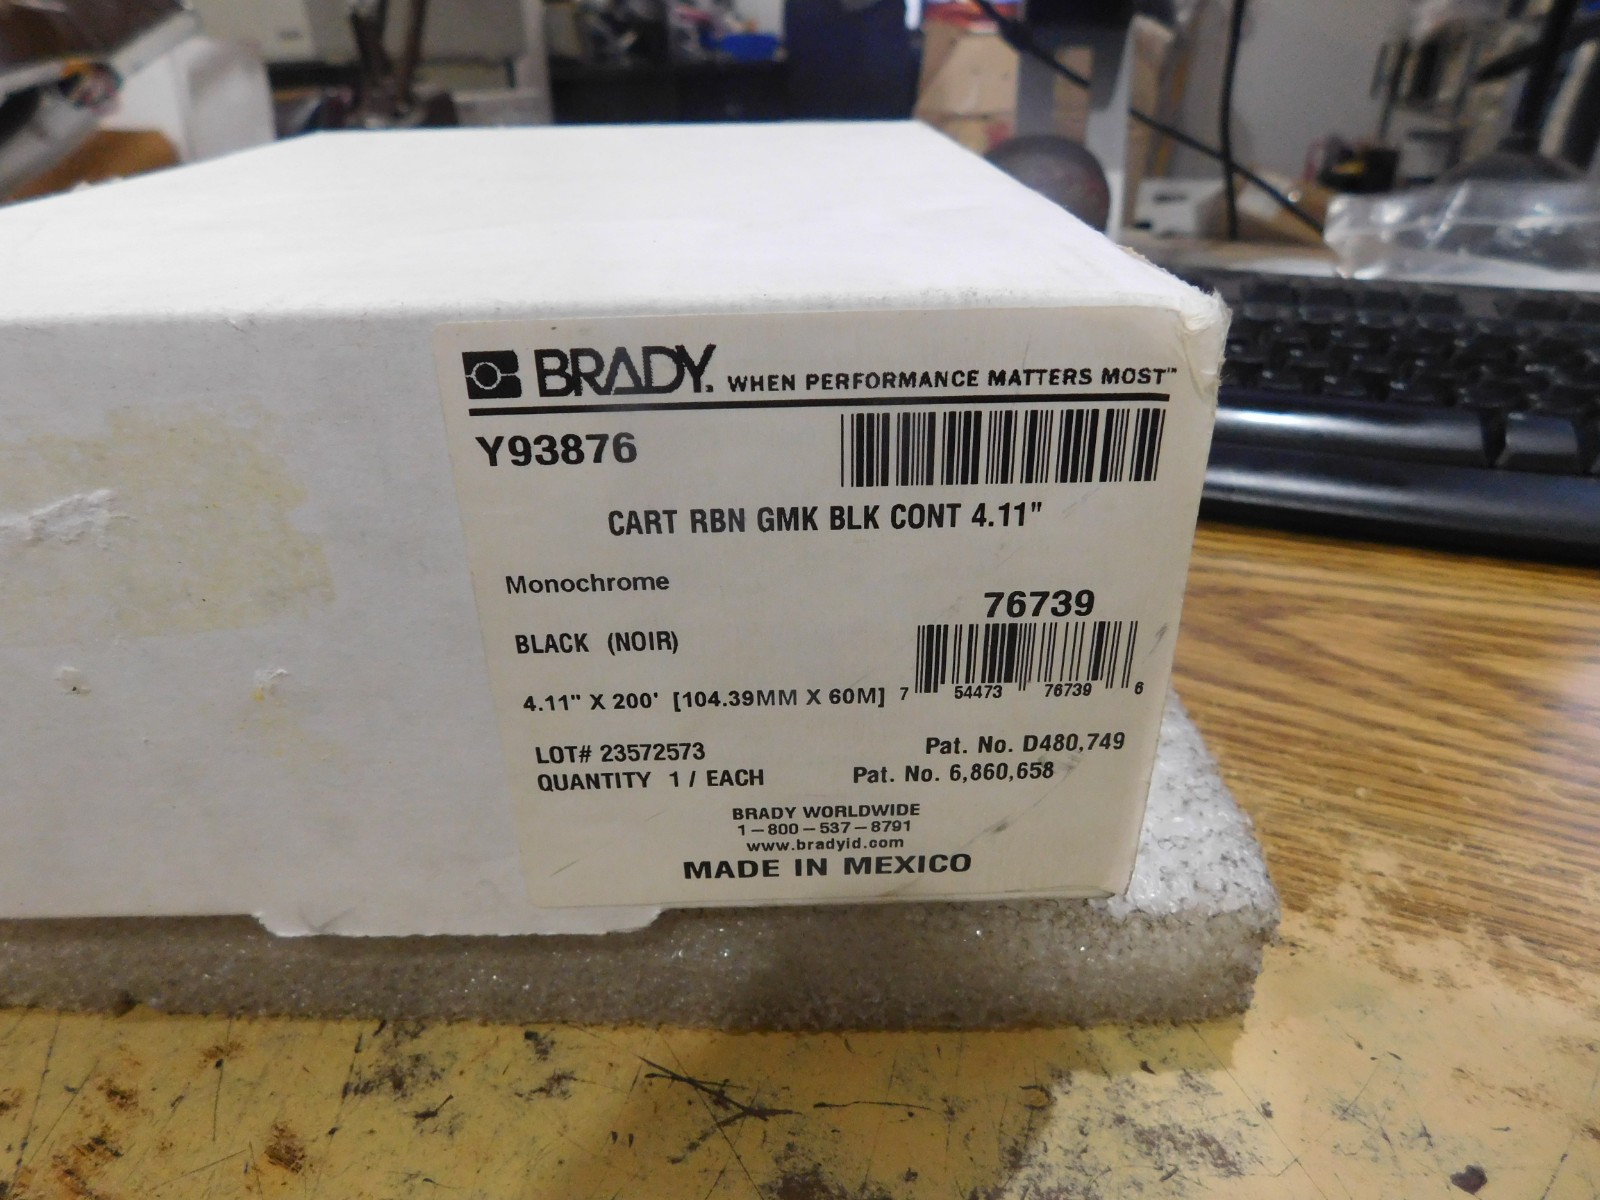 BRADY. WHEN PERFORMANCE MATTERS MOST™
Y93876
CART RBN GMK BLK CONT 4.11"
Monochrome
76739
BLACK (NOIR)
4.11" X 200' [104.39MM X 60M]
7 54473 76739 6
LOT# 23572573
Pat. No. D480,749
QUANTITY 1 / EACH
Pat. No. 6,860,658
BRADY WORLDWIDE
1-800-537-8791
www.bradyid.com
MADE IN MEXICO